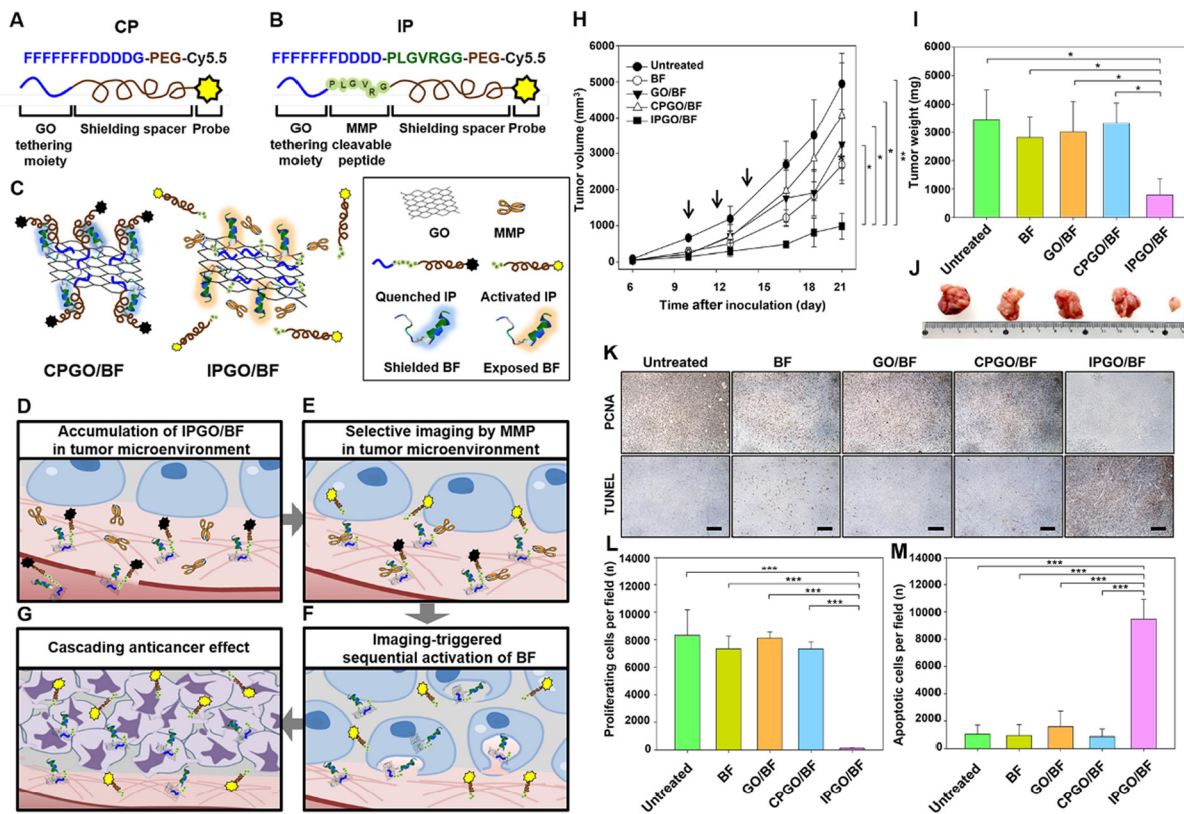 A
CP
FFFFFFFDDDDG-PEG-Cy5.5
GO
tethering
moiety
Shielding spacer
Probe
B
IP
FFFFFFFDDDD-PLGVRGG-PEG-Cy5.5
P L G V R G
GO
tethering
moiety
MMP
cleavable
peptide
Shielding spacer
Probe
C
CPGO/BF
IPGO/BF
GO
MMP
Quenched IP
Activated IP
Shielded BF
Exposed BF
D
Accumulation of IPGO/BF
in tumor microenvironment
E
Selective imaging by MMP
in tumor microenvironment
G
Cascading anticancer effect
F
Imaging-triggered
sequential activation of BF
H
Tumor volume (mm³)
6000
5000
4000
3000
2000
1000
0
Untreated
BF
GO/BF
CPGO/BF
IPGO/BF
*
*
*
**
6 9 12 15 18 21
Time after inoculation (day)
I
Tumor weight (mg)
6000
5000
4000
3000
2000
1000
0
*
*
*
*
Untreated
BF
GO/BF
CPGO/BF
IPGO/BF
J
K
Untreated BF GO/BF CPGO/BF IPGO/BF
PCNA
TUNEL
L
Proliferating cells per field (n)
14000
12000
10000
8000
6000
4000
2000
0
***
***
***
***
Untreated
BF
GO/BF
CPGO/BF
IPGO/BF
M
Apoptotic cells per field (n)
14000
12000
10000
8000
6000
4000
2000
0
***
***
***
***
Untreated
BF
GO/BF
CPGO/BF
IPGO/BF